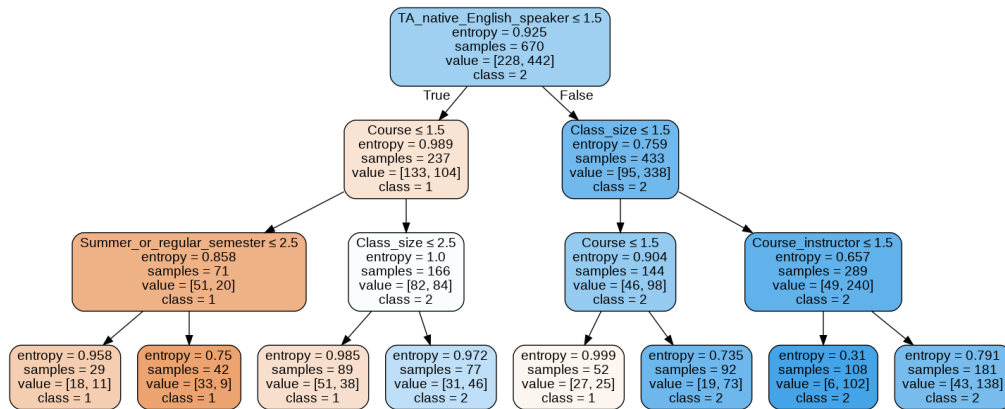 TA_native_English_speaker ≤ 1.5
entropy = 0.925
samples = 670
value = [228, 442]
class = 2
True
False
Course ≤ 1.5
entropy = 0.989
samples = 237
value = [133, 104]
class = 1
Class_size ≤ 1.5
entropy = 0.759
samples = 433
value = [95, 338]
class = 2
Summer_or_regular_semester ≤ 2.5
entropy = 0.858
samples = 71
value = [51, 20]
class = 1
Class_size ≤ 2.5
entropy = 1.0
samples = 166
value = [82, 84]
class = 2
Course ≤ 1.5
entropy = 0.904
samples = 144
value = [46, 98]
class = 2
Course_instructor ≤ 1.5
entropy = 0.657
samples = 289
value = [49, 240]
class = 2
entropy = 0.958
samples = 29
value = [18, 11]
class = 1
entropy = 0.75
samples = 42
value = [33, 9]
class = 1
entropy = 0.985
samples = 89
value = [51, 38]
class = 1
entropy = 0.972
samples = 77
value = [31, 46]
class = 2
entropy = 0.999
samples = 52
value = [27, 25]
class = 1
entropy = 0.735
samples = 92
value = [19, 73]
class = 2
entropy = 0.31
samples = 108
value = [6, 102]
class = 2
entropy = 0.791
samples = 181
value = [43, 138]
class = 2